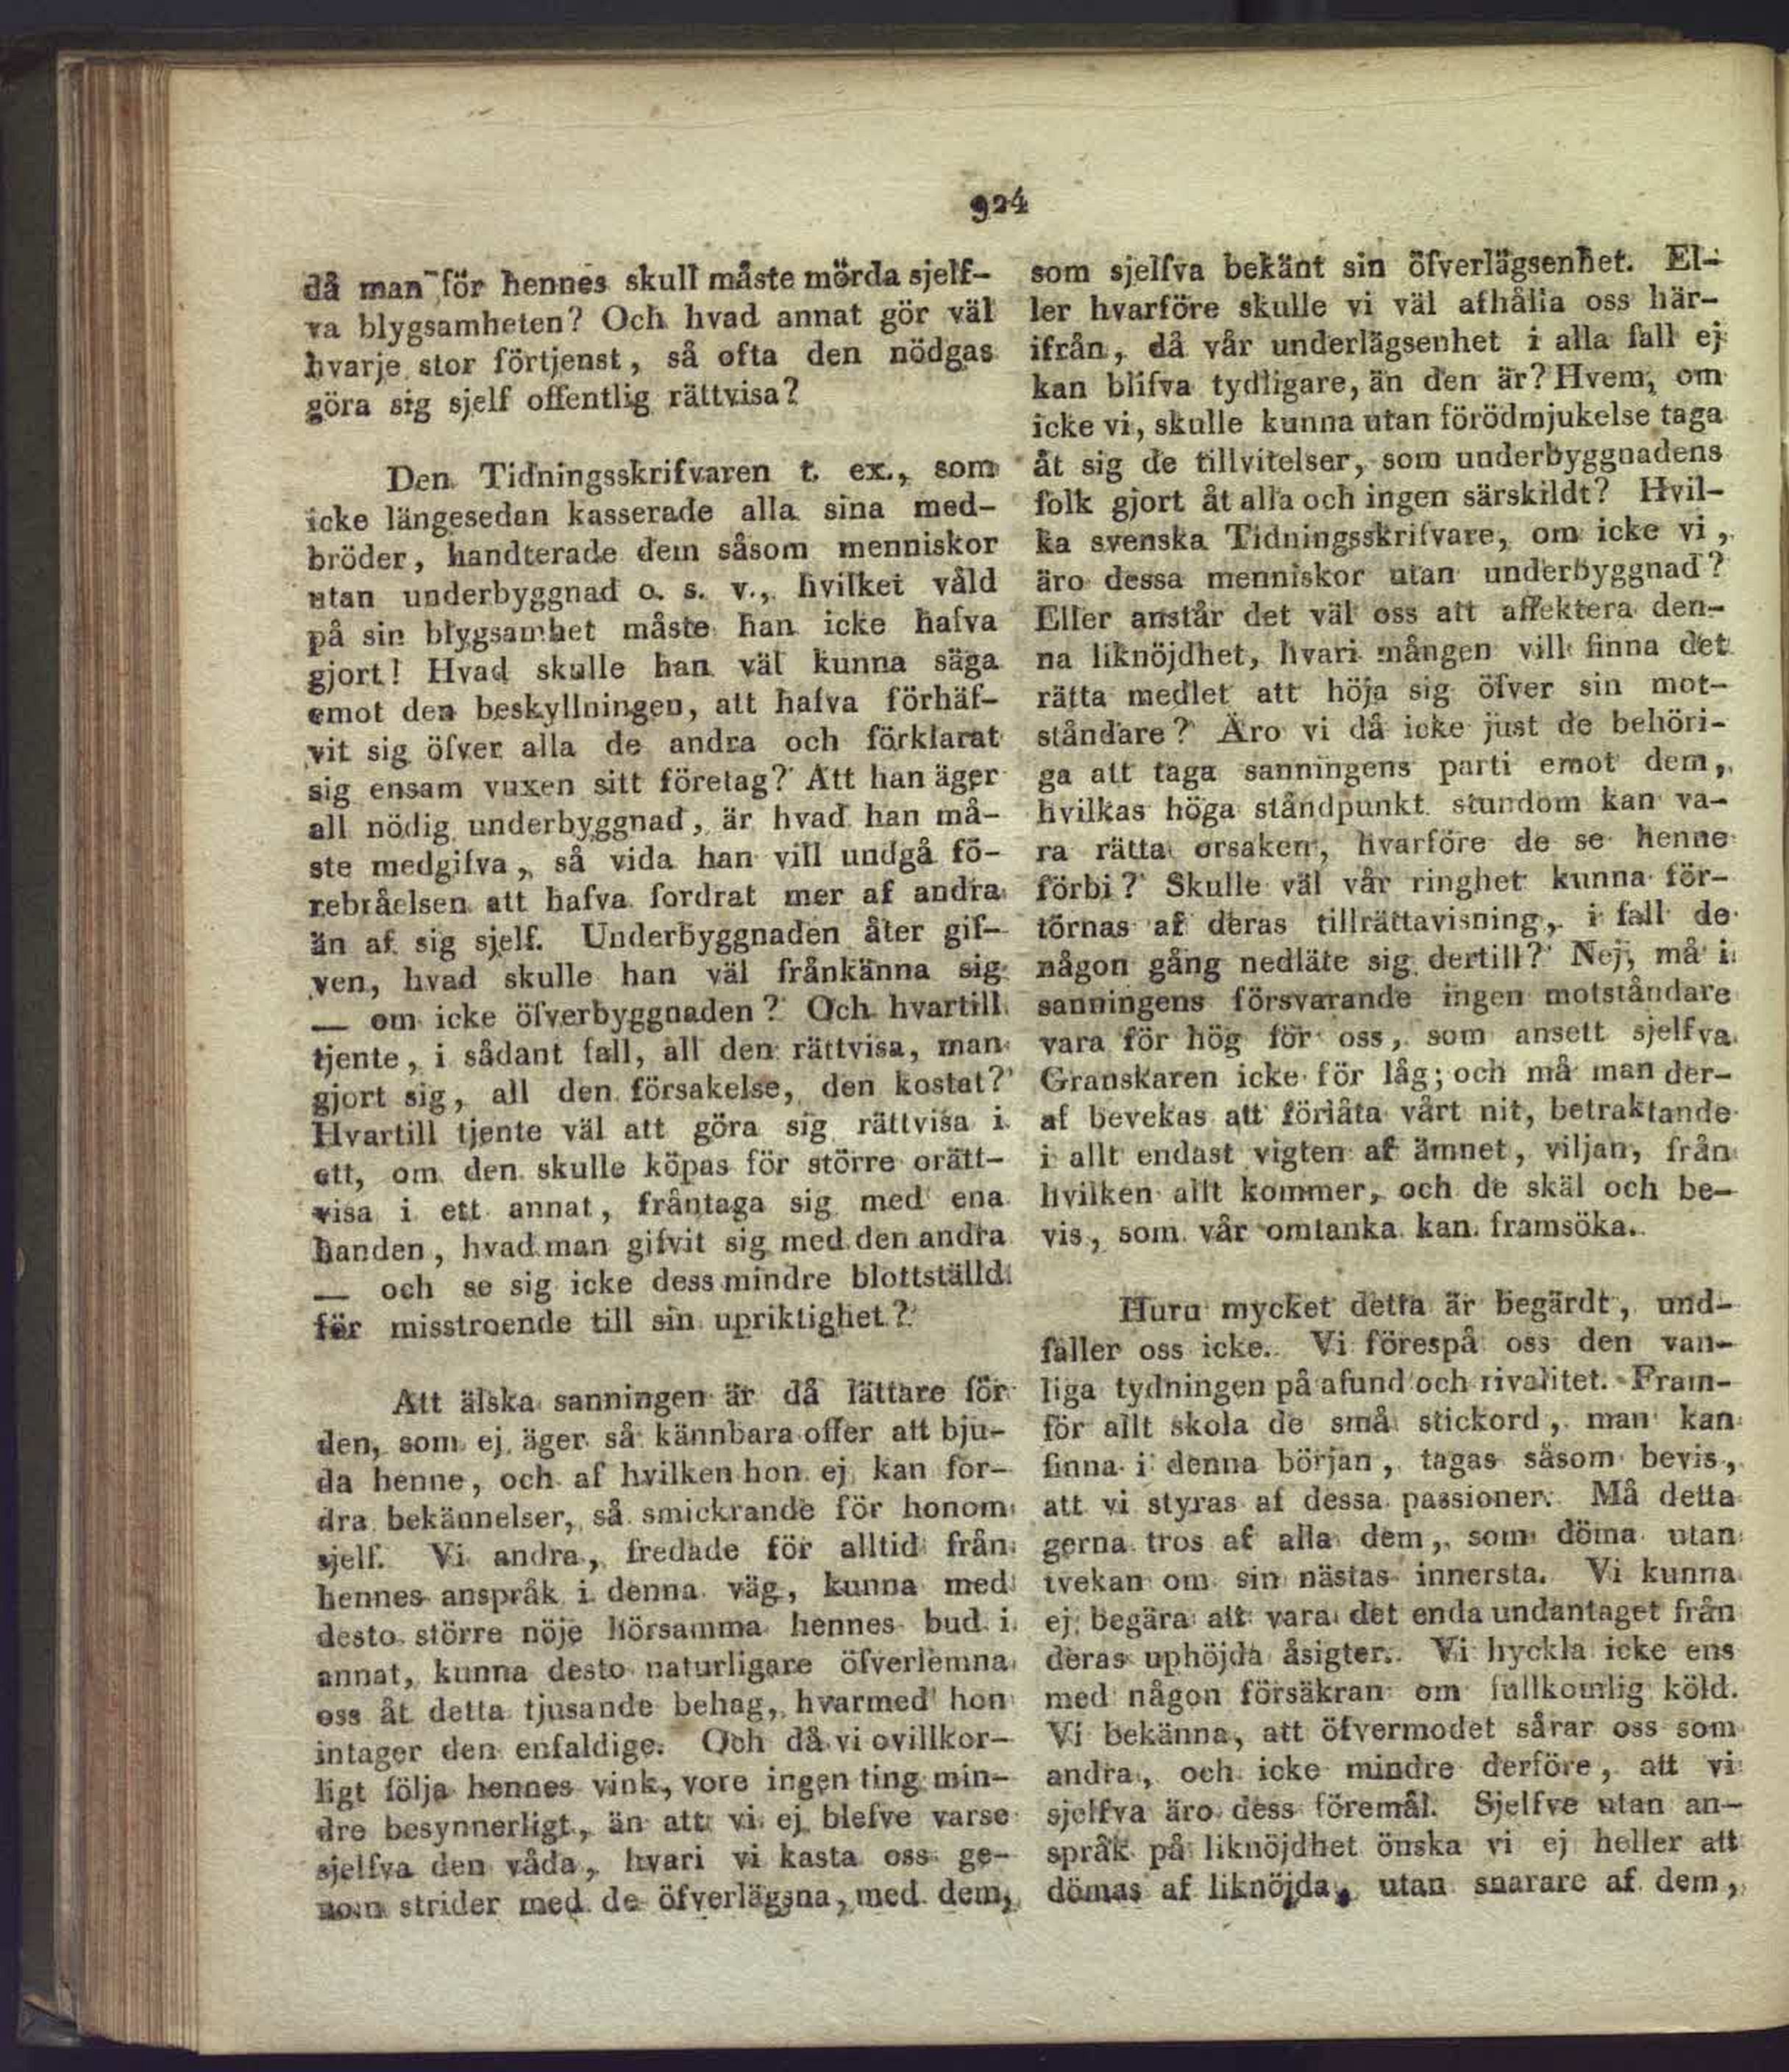 924
då man för hennes skull måste mörda sjelf-
va blygsamheten? Och hvad annat gör väl
hvarje stor förtjenst, så ofta den nödgas
göra sig sjelf offentlig rättvisa?
Den Tidningsskrifvaren t. ex., som
icke längesedan kasserade alla sina med-
bröder, handterade dem såsom menniskor
utan underbyggnad o. s. v., hvilket våld
på sin blygsamhet måste han icke hafva
gjort! Hvad skulle han väl kunna säga
emot den beskyllningen, att hafva förhäf-
vit sig öfver alla de andra och förklarat
sig ensam vuxen sitt företag? Att han äger
all nödig underbyggnad, är hvad han må-
ste medgifva, så vida han vill undgå fö-
rebråelsen att hafva fordrat mer af andra
än af sig sjelf. Underbyggnaden åter gif-
ven, hvad skulle han väl frånkänna sig
— om icke öfverbyggnaden? Och hvartill
tjente, i sådant fall, all den rättvisa, man
gjort sig, all den försakelse, den kostat?
Hvartill tjente väl att göra sig rättvisa i
ett, om den skulle köpas för större orätt-
visa i ett annat, fråntaga sig med ena
handen, hvad man gifvit sig med den andra
— och se sig icke dess mindre blottställd
för misstroende till sin upriktighet?
Att älska sanningen är då lättare för
den, som ej äger så kännbara offer att bju-
da henne, och af hvilken hon ej kan for-
dra bekännelser, så smickrande för honom
sjelf. Vi andra, fredade för alltid från
hennes anspråk i denna väg, kunna med
desto större nöje hörsamma hennes bud i
annat, kunna desto naturligare öfverlemna
oss åt detta tjusande behag, hvarmed hon
intager den enfaldige. Och då vi ovillkor-
ligt följa hennes vink, vore ingen ting min-
dre besynnerligt, än att vi ej blefve varse
sjelfva den våda, hvari vi kasta oss ge-
nom strider med de öfverlägsna, med dem,
som sjelfva bekänt sin öfverlägsenhet. El-
ler hvarföre skulle vi väl afhålla oss här-
ifrån, då vår underlägsenhet i alla fall ej
kan blifva tydligare, än den är? Hvem, om
icke vi, skulle kunna utan förödmjukelse taga
åt sig de tillvitelser, som underbyggnadens
folk gjort åt alla och ingen särskildt? Hvil-
ka svenska Tidningsskrifvare, om icke vi,
äro dessa menniskor utan underbyggnad?
Eller anstår det väl oss att affektera den-
na liknöjdhet, hvari mången vill finna det
rätta medlet att höja sig öfver sin mot-
ståndare? Äro vi då icke just de behöri-
ga att taga sanningens parti emot dem,
hvilkas höga ståndpunkt stundom kan va-
ra rätta orsaken, hvarföre de se henne
förbi? Skulle väl vår ringhet kunna för-
törnas af deras tillrättavisning, i fall de
någon gång nedläte sig dertill? Nej, må i
sanningens försvarande ingen motståndare
vara för hög för oss, som ansett sjelfva
Granskaren icke för låg; och må man der-
af bevekas att förlåta vårt nit, betraktande
i allt endast vigten af ämnet, viljan, från
hvilken allt kommer, och de skäl och be-
vis, som vår omtanka kan framsöka.
Huru mycket detta är begärdt, und-
faller oss icke. Vi förespå oss den van-
liga tydningen på afund och rivalitet. Fram-
för allt skola de små stickord, man kan
finna i denna början, tagas såsom bevis,
att vi styras af dessa passioner. Må detta
gerna tros af alla dem, som döma utan
tvekan om sin nästas innersta. Vi kunna
ej begära att vara det enda undantaget från
deras uphöjda åsigter. Vi hyckla icke ens
med någon försäkran om fullkomlig köld.
Vi bekänna, att öfvermodet sårar oss som
andra, och icke mindre derföre, att vi
sjelfva äro dess föremål. Sjelfve utan an-
språk på liknöjdhet önska vi ej heller att
dömas af liknöjda, utan snarare af dem,